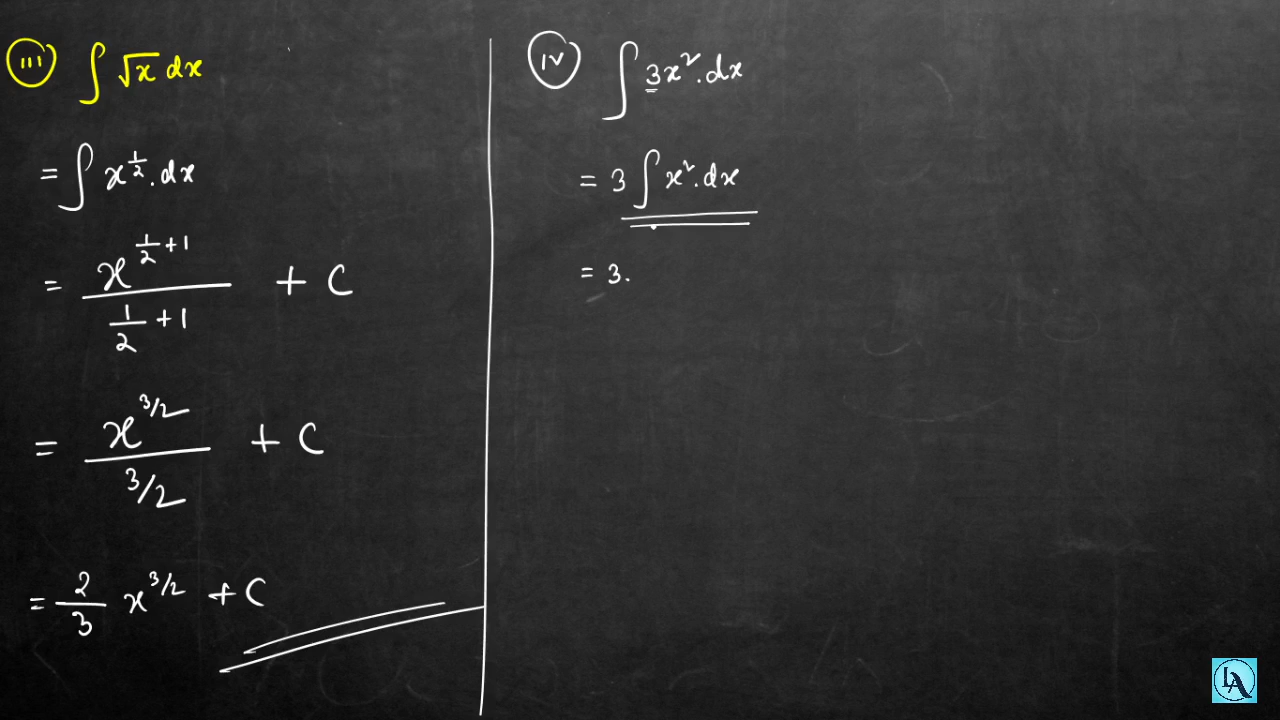 (III) ∫ √x dx
= ∫ x^{1/2} . dx
= x^{1/2 + 1} / (1/2 + 1) + C
= x^{3/2} / (3/2) + C
= 2/3 x^{3/2} + C
(IV) ∫ 3x² . dx
= 3 ∫ x² . dx
= 3 .
LA